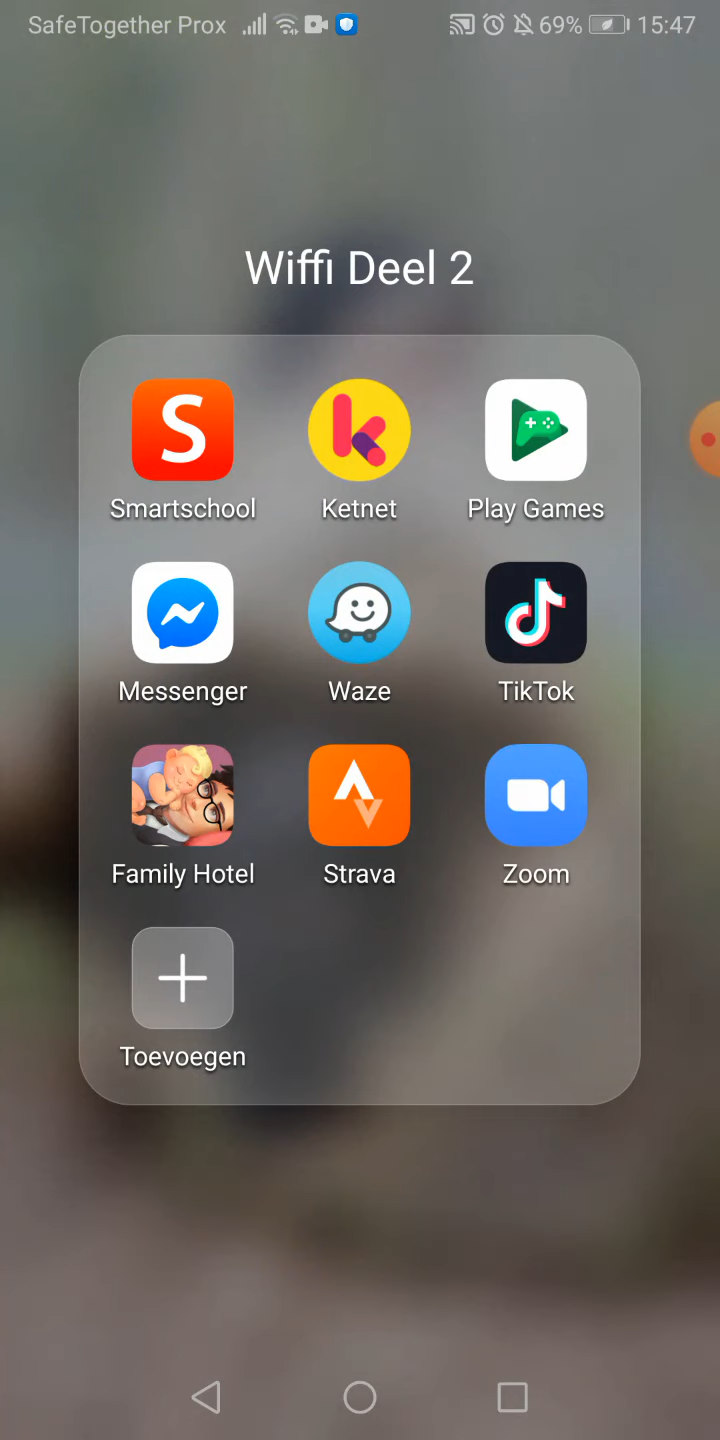 SafeTogether Prox 69% 15:47
Wiffi Deel 2
S
Smartschool Ketnet Play Games
Messenger Waze TikTok
Family Hotel Strava Zoom
Toevoegen